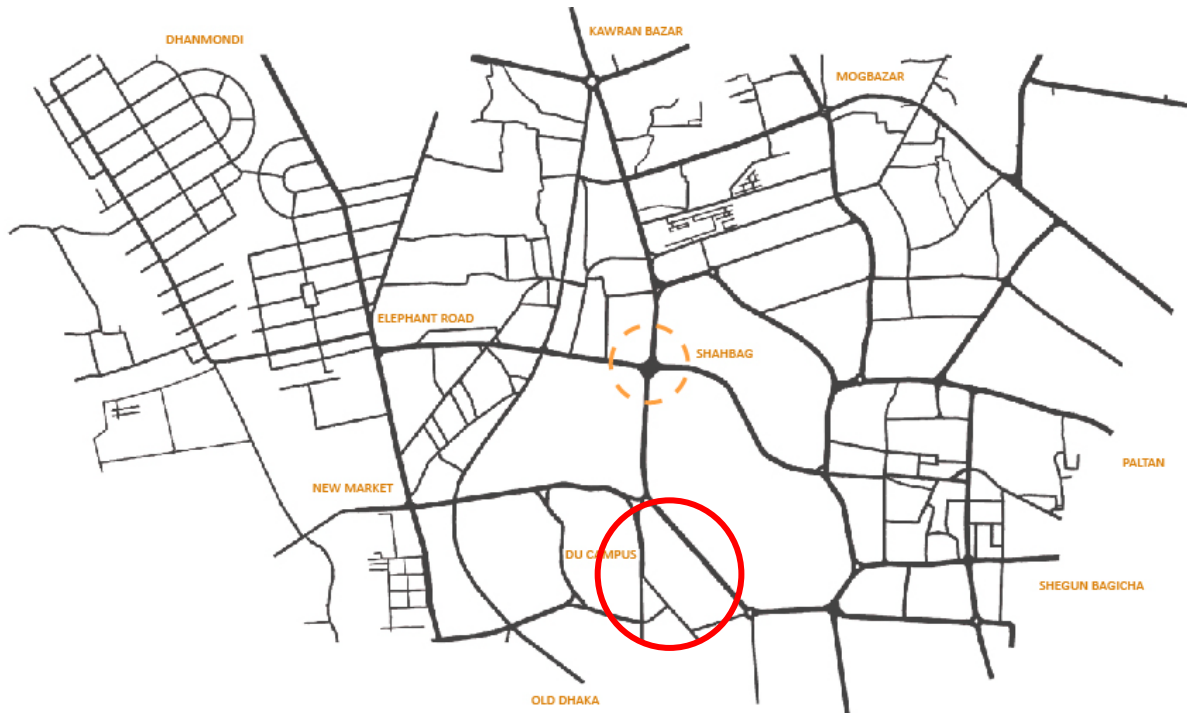 DHANMONDI
KAWRAN BAZAR
MOGBAZAR
ELEPHANT ROAD
SHAHBAG
NEW MARKET
PALTAN
DU CAMPUS
SHEGUN BAGICHA
OLD DHAKA